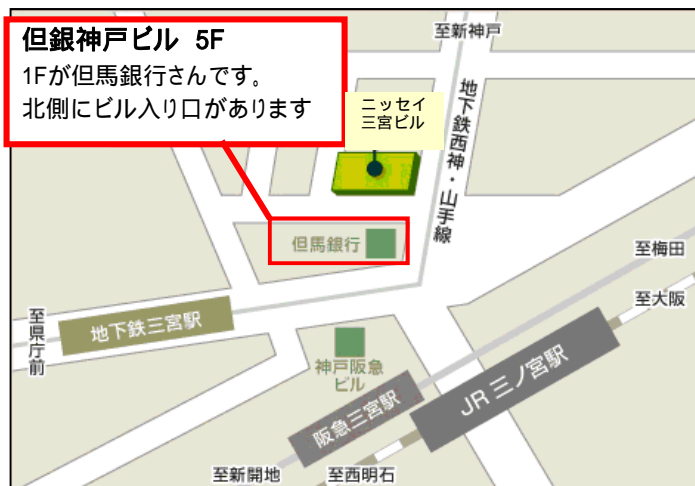 但銀神戸ビル 5F
1Fが但馬銀行さんです。
北側にビル入り口があります
至新神戸
ニッセイ
三宮ビル
地下鉄西神・山手線
但馬銀行
至梅田
至大阪
至県庁前
地下鉄三宮駅
神戸阪急
ビル
阪急三宮駅
JR三ノ宮駅
至新開地
至西明石